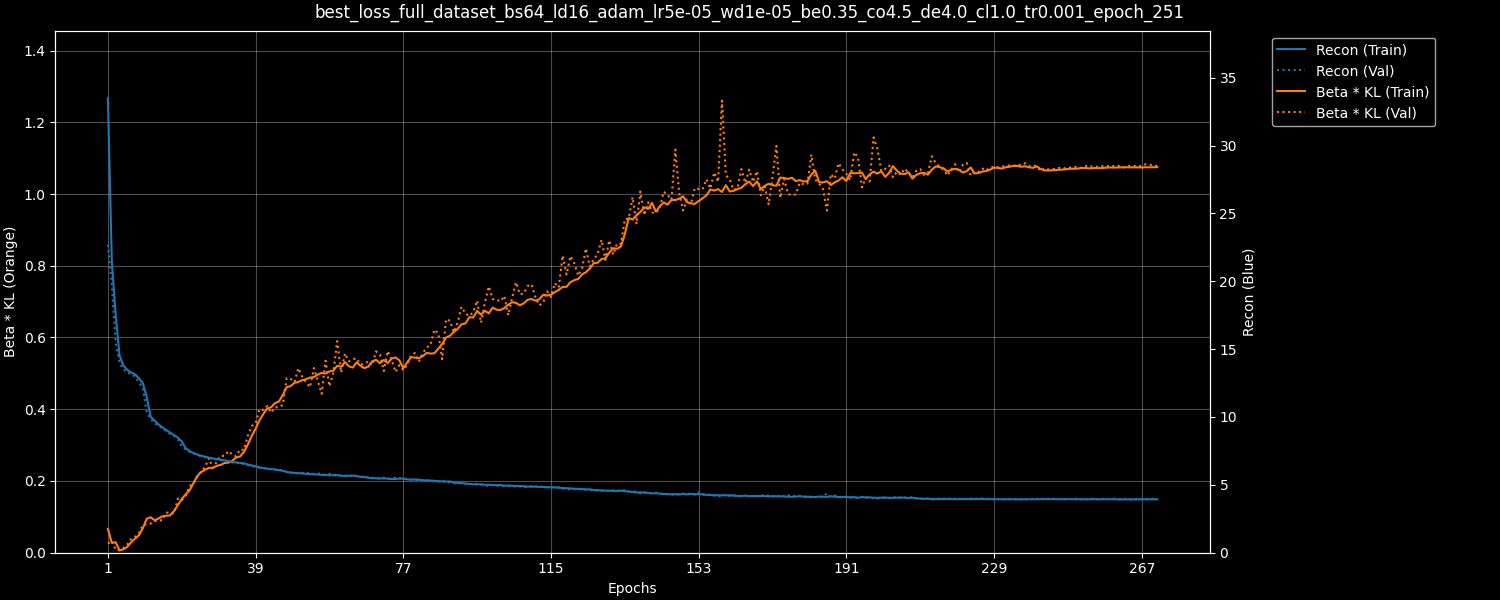 best_loss_full_dataset_bs64_ld16_adam_lr5e-05_wd1e-05_be0.35_co4.5_de4.0_cl1.0_tr0.001_epoch_251
Recon (Train)
Recon (Val)
Beta * KL (Train)
Beta * KL (Val)
Beta * KL (Orange)
1.4
1.2
1.0
0.8
0.6
0.4
0.2
0.0
35
30
25
20
15
10
5
0
Recon (Blue)
1 39 77 115 153 191 229 267
Epochs